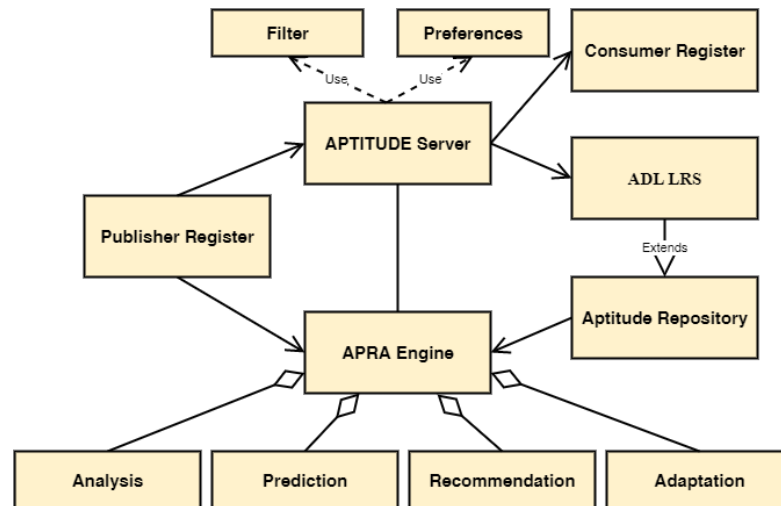 Filter
Preferences
Consumer Register
Use
Use
APTITUDE Server
ADL LRS
Publisher Register
Extends
Aptitude Repository
APRA Engine
Analysis
Prediction
Recommendation
Adaptation